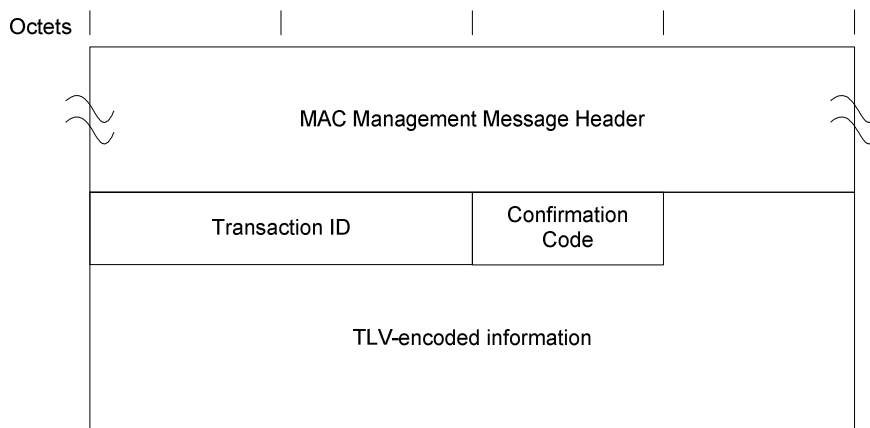 Octets
MAC Management Message Header
Transaction ID
Confirmation
Code
TLV-encoded information